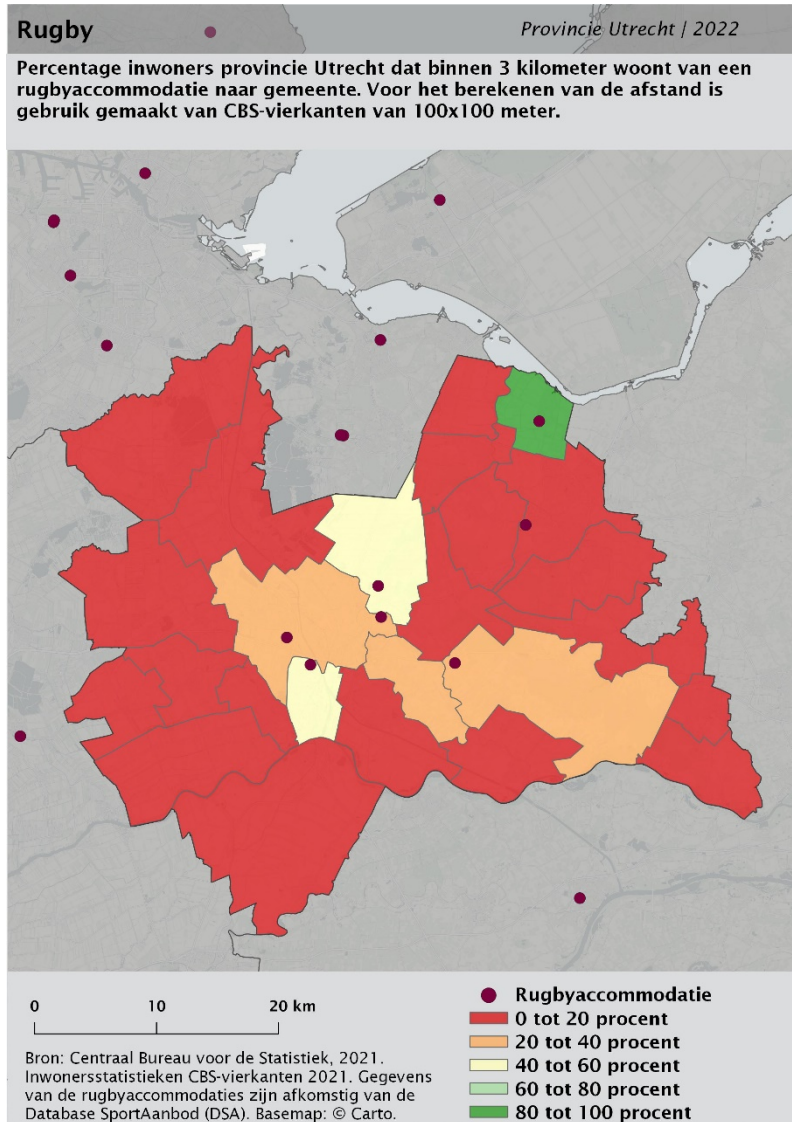 Rugby
Provincie Utrecht | 2022
Percentage inwoners provincie Utrecht dat binnen 3 kilometer woont van een
rugbyaccommodatie naar gemeente. Voor het berekenen van de afstand is
gebruik gemaakt van CBS-vierkanten van 100x100 meter.
0 10 20 km
Bron: Centraal Bureau voor de Statistiek, 2021.
Inwonersstatistieken CBS-vierkanten 2021. Gegevens
van de rugbyaccommodaties zijn afkomstig van de
Database SportAanbod (DSA). Basemap: © Carto.
Rugbyaccommodatie
0 tot 20 procent
20 tot 40 procent
40 tot 60 procent
60 tot 80 procent
80 tot 100 procent